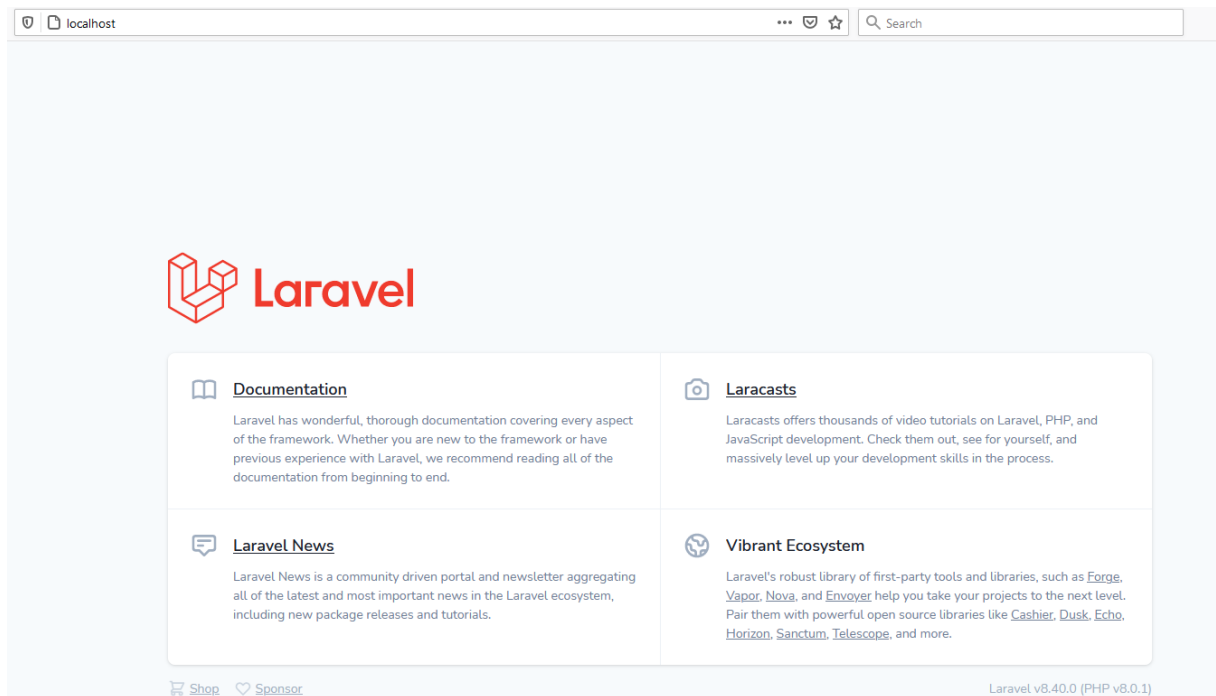 localhost
Search
Laravel
Documentation
Laravel has wonderful, thorough documentation covering every aspect
of the framework. Whether you are new to the framework or have
previous experience with Laravel, we recommend reading all of the
documentation from beginning to end.
Laracasts
Laracasts offers thousands of video tutorials on Laravel, PHP, and
JavaScript development. Check them out, see for yourself, and
massively level up your development skills in the process.
Laravel News
Laravel News is a community driven portal and newsletter aggregating
all of the latest and most important news in the Laravel ecosystem,
including new package releases and tutorials.
Vibrant Ecosystem
Laravel's robust library of first-party tools and libraries, such as Forge,
Vapor, Nova, and Envoyer help you take your projects to the next level.
Pair them with powerful open source libraries like Cashier, Dusk, Echo,
Horizon, Sanctum, Telescope, and more.
Shop
Sponsor
Laravel v8.40.0 (PHP v8.0.1)